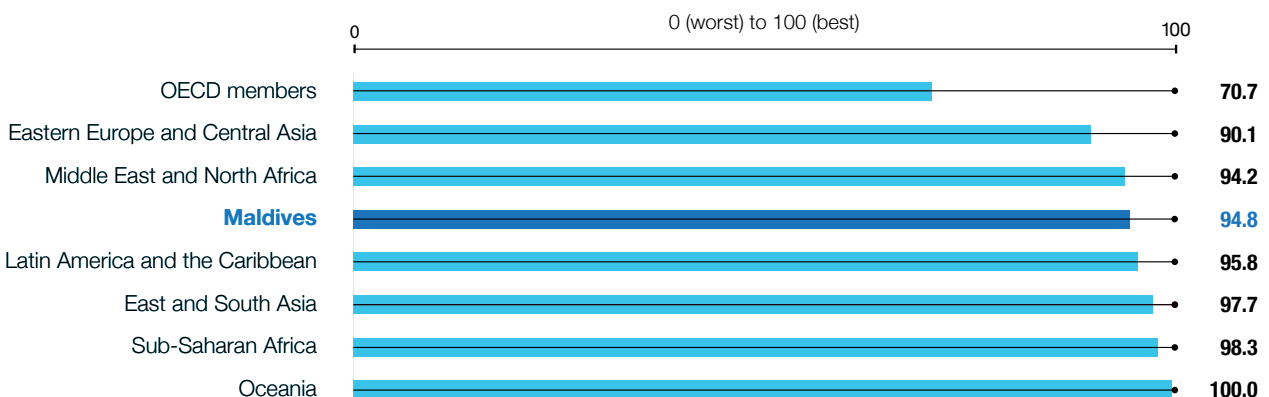 0 (worst) to 100 (best)
0
100
OECD members 70.7
Eastern Europe and Central Asia 90.1
Middle East and North Africa 94.2
Maldives 94.8
Latin America and the Caribbean 95.8
East and South Asia 97.7
Sub-Saharan Africa 98.3
Oceania 100.0